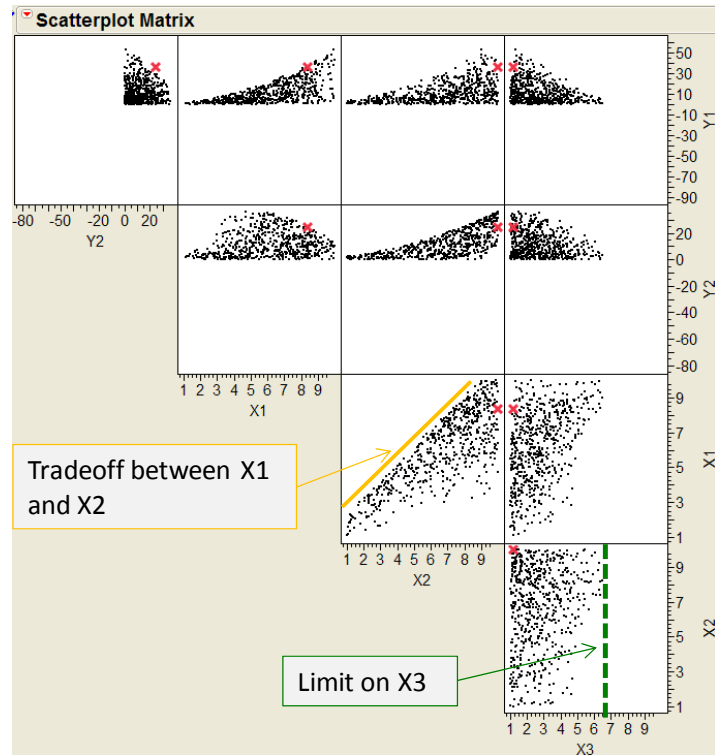 Scatterplot Matrix
50
30
10
-10
-30
-50
-70
-90
Y1
-80 -50 -20 0 20
Y2
20
0
-20
-40
-60
-80
Y2
1 2 3 4 5 6 7 8 9
X1
9
7
5
3
1
X1
Tradeoff between X1
and X2
1 2 3 4 5 6 7 8 9
X2
9
7
5
3
1
X2
Limit on X3
1 2 3 4 5 6 7 8 9
X3